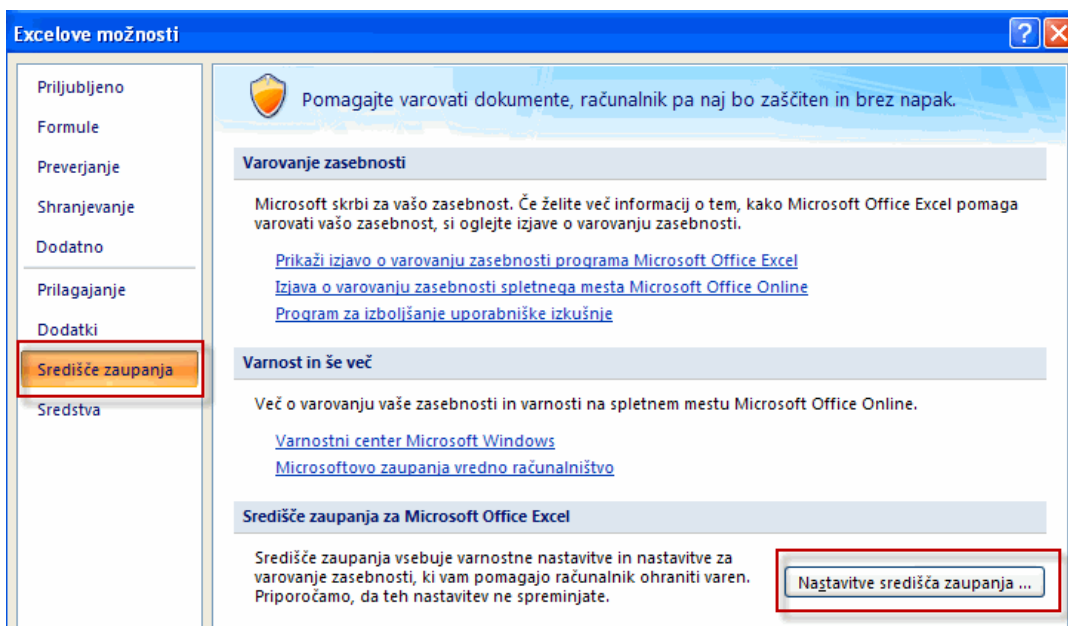 Excelove možnosti
Priljubljeno
Formule
Preverjanje
Shranjevanje
Dodatno
Prilagajanje
Dodatki
Središče zaupanja
Sredstva
Pomagajte varovati dokumente, računalnik pa naj bo zaščiten in brez napak.
Varovanje zasebnosti
Microsoft skrbi za vašo zasebnost. Če želite več informacij o tem, kako Microsoft Office Excel pomaga
varovati vašo zasebnost, si oglejte izjave o varovanju zasebnosti.
Prikaži izjavo o varovanju zasebnosti programa Microsoft Office Excel
Izjava o varovanju zasebnosti spletnega mesta Microsoft Office Online
Program za izboljšanje uporabniške izkušnje
Varnost in še več
Več o varovanju vaše zasebnosti in varnosti na spletnem mestu Microsoft Office Online.
Varnostni center Microsoft Windows
Microsoftovo zaupanja vredno računalništvo
Središče zaupanja za Microsoft Office Excel
Središče zaupanja vsebuje varnostne nastavitve in nastavitve za
varovanje zasebnosti, ki vam pomagajo računalnik ohraniti varen.
Priporočamo, da teh nastavitev ne spreminjate.
Nastavitve središča zaupanja ...